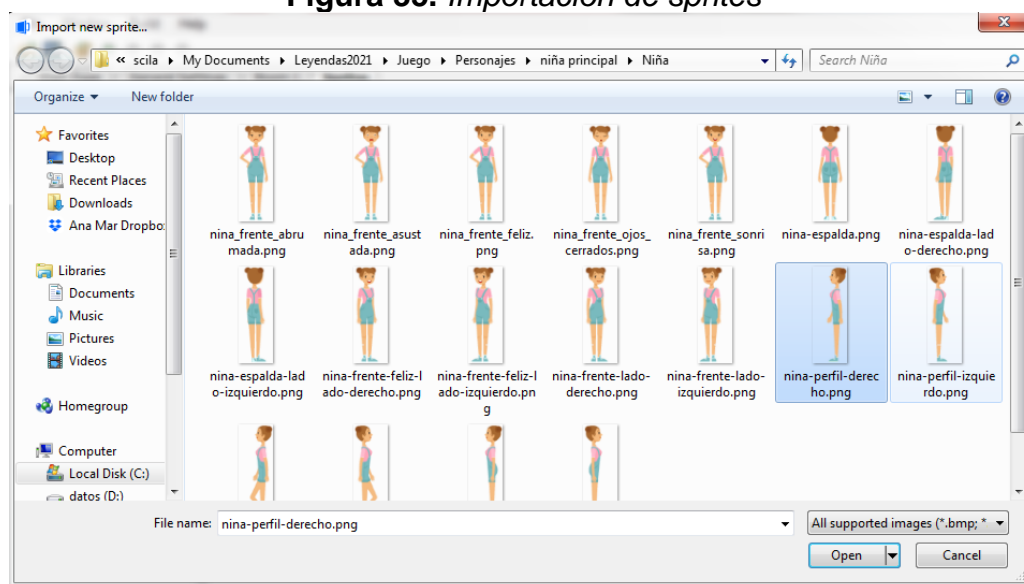 Import new sprite...
« scila ▸ My Documents ▸ Leyendas2021 ▸ Juego ▸ Personajes ▸ niña principal ▸ Niña
Search Niña
Organize
New folder
Favorites
Desktop
Recent Places
Downloads
Ana Mar Dropbo
Libraries
Documents
Music
Pictures
Videos
Homegroup
Computer
Local Disk (C:)
datos (D:)
nina_frente_abru
mada.png
nina_frente_asust
ada.png
nina_frente_feliz.
png
nina_frente_ojos_
cerrados.png
nina_frente_sonri
sa.png
nina-espalda.png
nina-espalda-lad
o-derecho.png
nina-espalda-lad
o-izquierdo.png
nina-frente-feliz-l
ado-derecho.png
nina-frente-feliz-l
ado-izquierdo.pn
g
nina-frente-lado-
derecho.png
nina-frente-lado-
izquierdo.png
nina-perfil-derec
ho.png
nina-perfil-izquie
rdo.png
File name: nina-perfil-derecho.png
All supported images (*.bmp; *
Open
Cancel